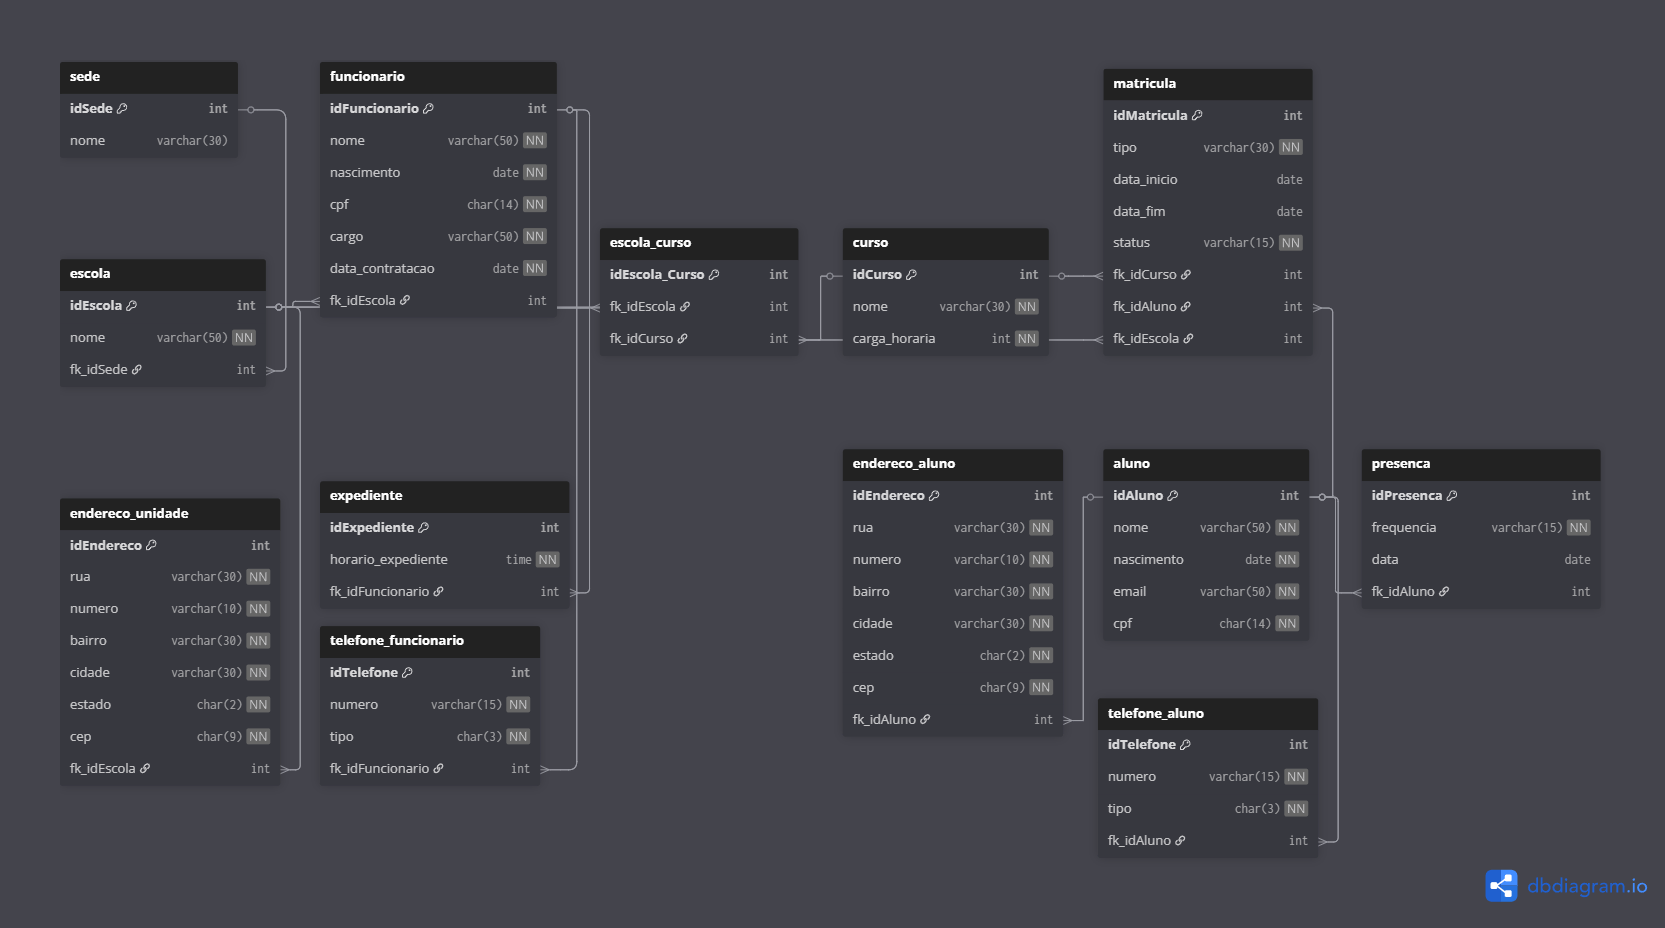 sede
idSede int
nome varchar(30)
funcionario
idFuncionario int
nome varchar(50) NN
nascimento date NN
cpf char(14) NN
cargo varchar(50) NN
data_contratacao date NN
fk_idEscola int
matricula
idMatricula int
tipo varchar(30) NN
data_inicio date
data_fim date
status varchar(15) NN
fk_idCurso int
fk_idAluno int
fk_idEscola int
escola_curso
idEscola_Curso int
fk_idEscola int
fk_idCurso int
curso
idCurso int
nome varchar(30) NN
carga_horaria int NN
escola
idEscola int
nome varchar(50) NN
fk_idSede int
endereco_unidade
idEndereco int
rua varchar(30) NN
numero varchar(10) NN
bairro varchar(30) NN
cidade varchar(30) NN
estado char(2) NN
cep char(9) NN
fk_idEscola int
expediente
idExpediente int
horario_expediente time NN
fk_idFuncionario int
telefone_funcionario
idTelefone int
numero varchar(15) NN
tipo char(3) NN
fk_idFuncionario int
endereco_aluno
idEndereco int
rua varchar(30) NN
numero varchar(10) NN
bairro varchar(30) NN
cidade varchar(30) NN
estado char(2) NN
cep char(9) NN
fk_idAluno int
aluno
idAluno int
nome varchar(50) NN
nascimento date NN
email varchar(50) NN
cpf char(14) NN
presenca
idPresenca int
frequencia varchar(15) NN
data date
fk_idAluno int
telefone_aluno
idTelefone int
numero varchar(15) NN
tipo char(3) NN
fk_idAluno int
dbdiagram.io